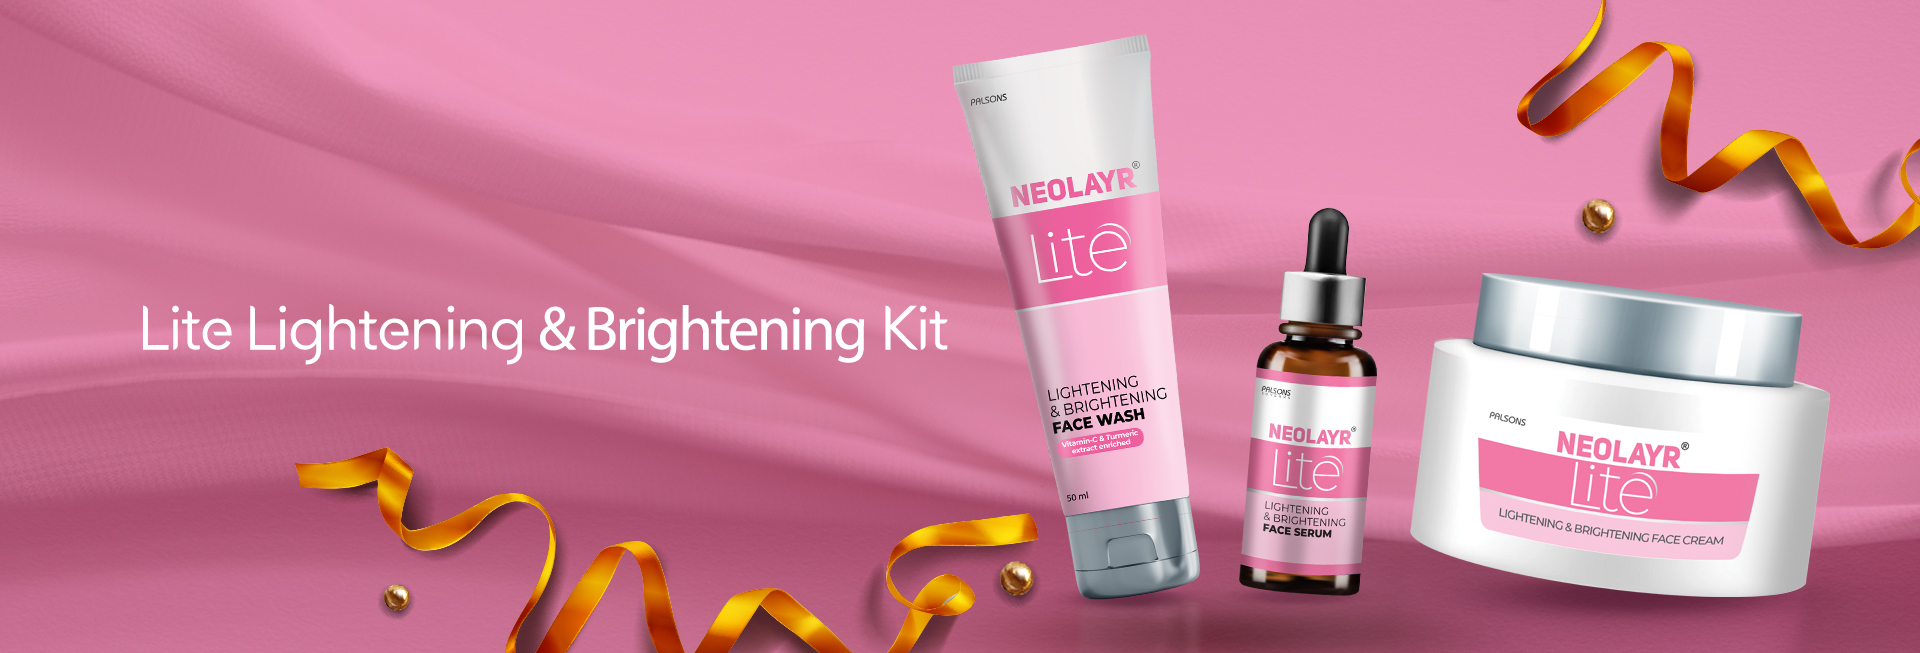 Lite Lightening & Brightening Kit
PALSONS
NEOLAYR®
Lite
LIGHTENING
& BRIGHTENING
FACE WASH
Vitamin-C & Turmeric
extract enriched
50 ml
PALSONS
NEOLAYR®
Lite
LIGHTENING
& BRIGHTENING
FACE SERUM
PALSONS
NEOLAYR®
Lite
LIGHTENING & BRIGHTENING FACE CREAM